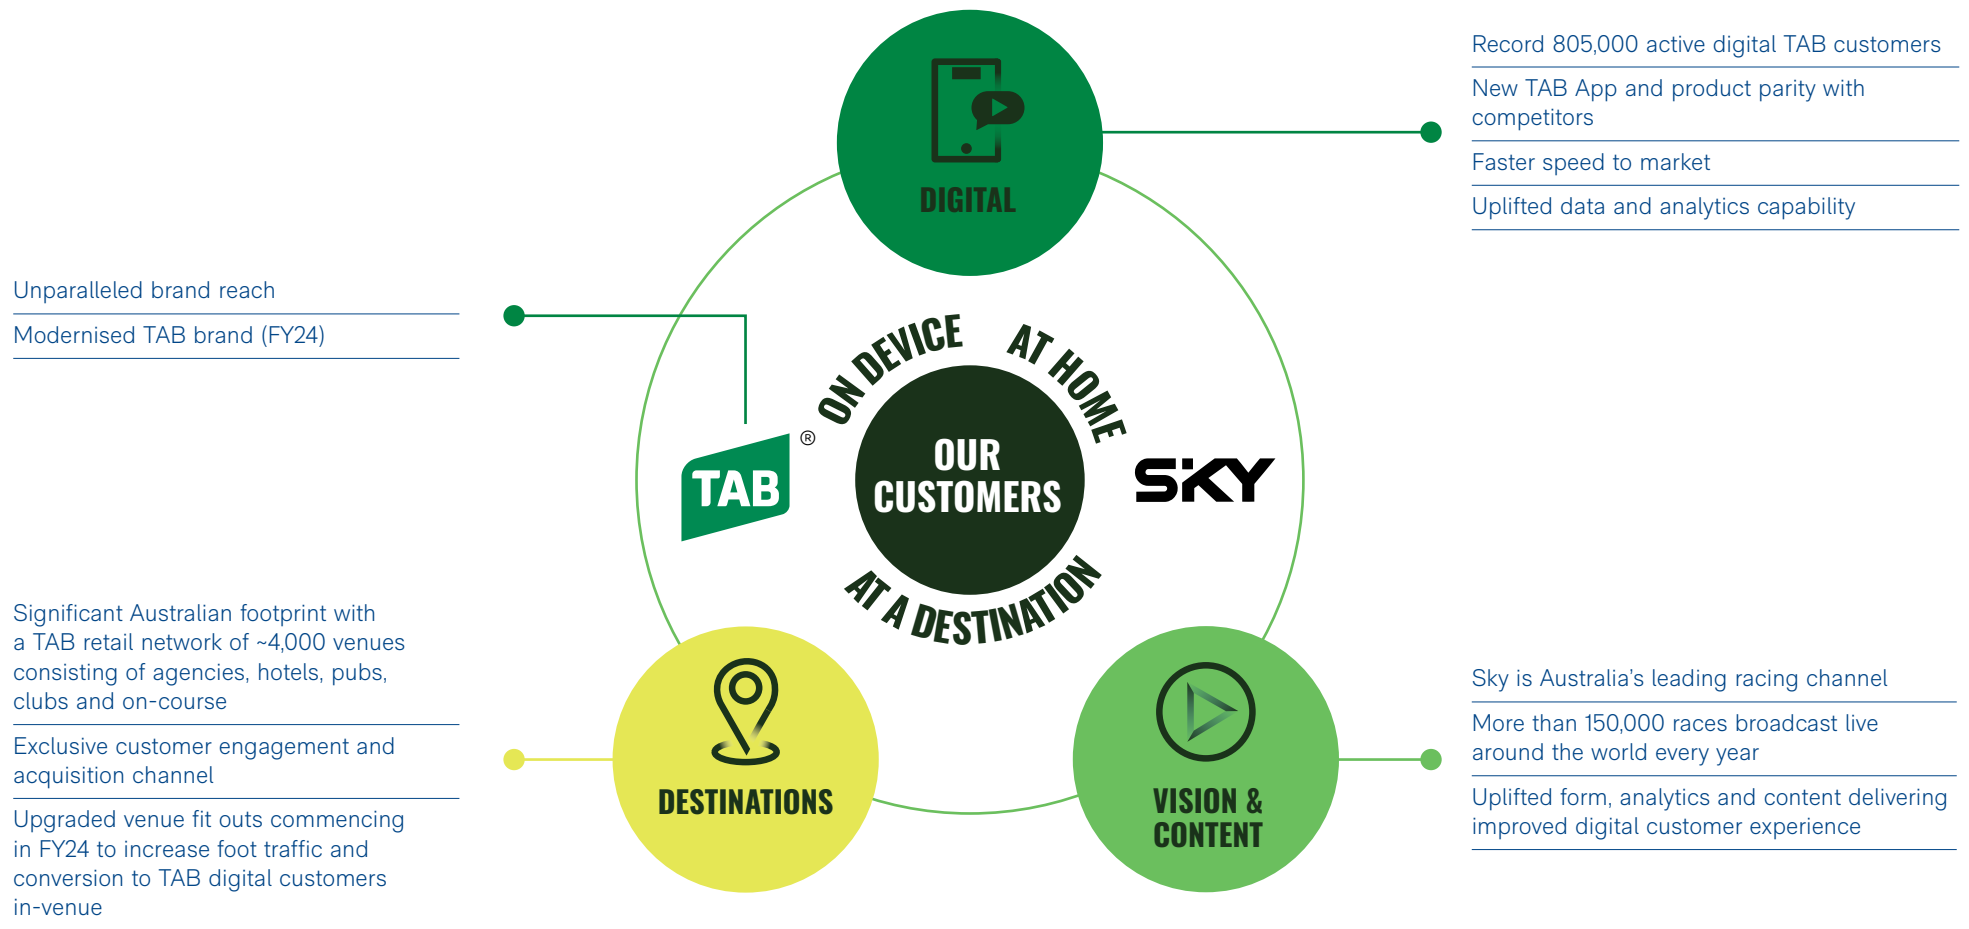 DIGITAL
Record 805,000 active digital TAB customers
New TAB App and product parity with
competitors
Faster speed to market
Uplifted data and analytics capability
Unparalleled brand reach
Modernised TAB brand (FY24)
ON DEVICE
AT HOME
TAB®
OUR
CUSTOMERS
SKY
AT A DESTINATION
Significant Australian footprint with
a TAB retail network of ~4,000 venues
consisting of agencies, hotels, pubs,
clubs and on-course
Exclusive customer engagement and
acquisition channel
Upgraded venue fit outs commencing
in FY24 to increase foot traffic and
conversion to TAB digital customers
in-venue
DESTINATIONS
VISION &
CONTENT
Sky is Australia’s leading racing channel
More than 150,000 races broadcast live
around the world every year
Uplifted form, analytics and content delivering
improved digital customer experience